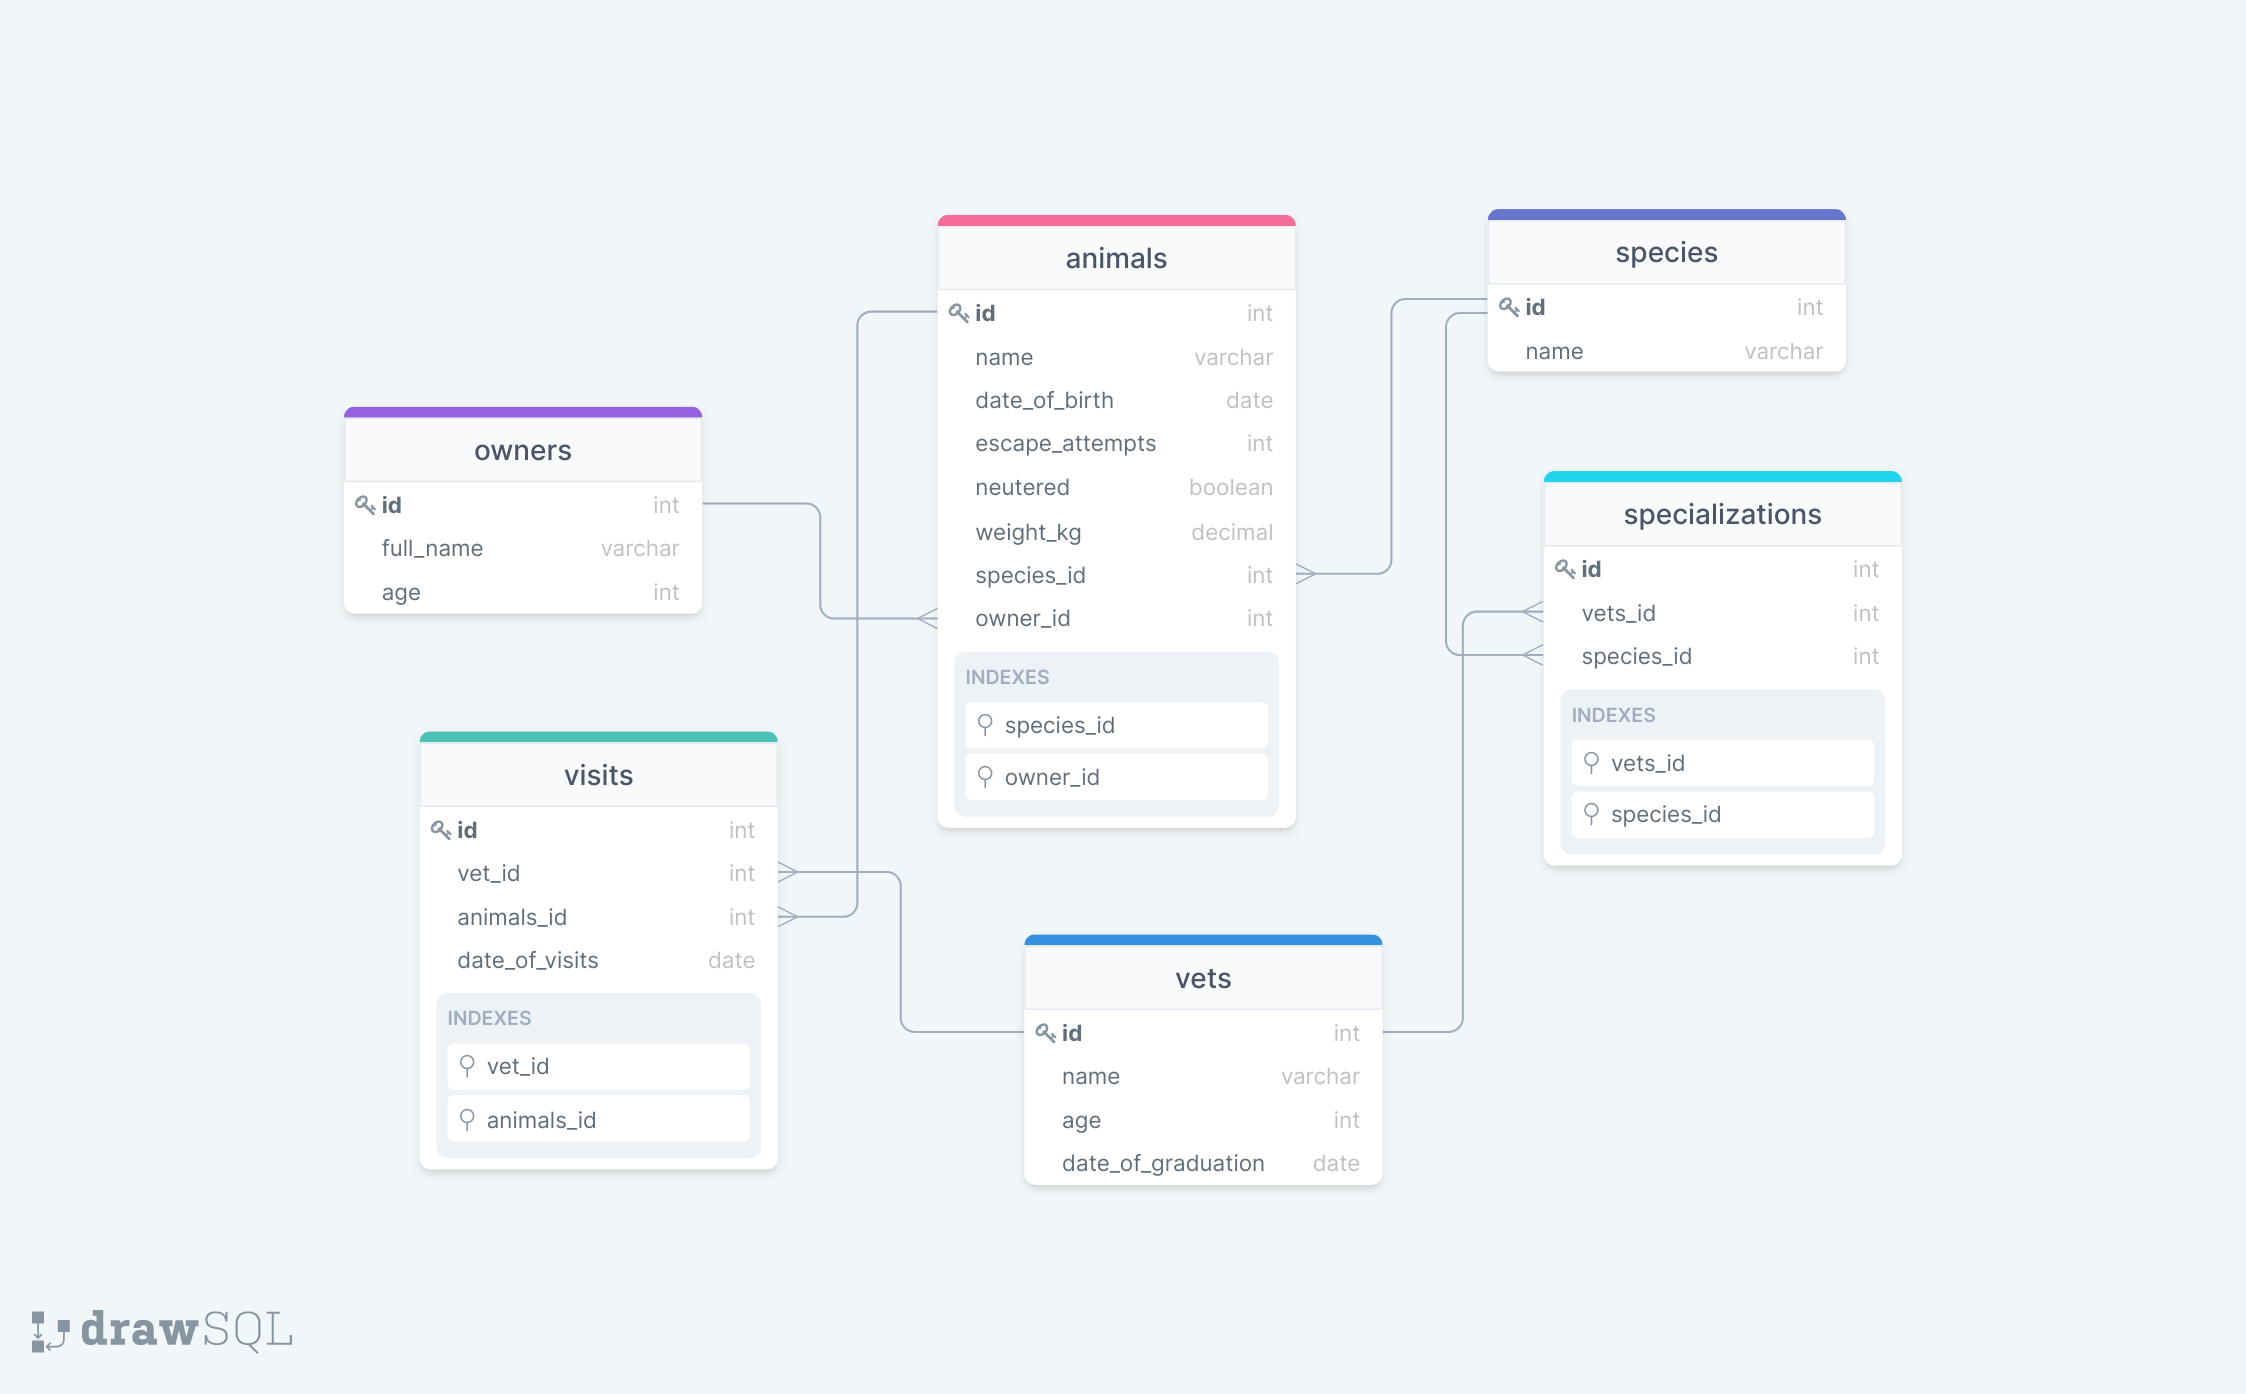 owners
id int
full_name varchar
age int
visits
id int
vet_id int
animals_id int
date_of_visits date
INDEXES
vet_id
animals_id
animals
id int
name varchar
date_of_birth date
escape_attempts int
neutered boolean
weight_kg decimal
species_id int
owner_id int
INDEXES
species_id
owner_id
vets
id int
name varchar
age int
date_of_graduation date
species
id int
name varchar
specializations
id int
vets_id int
species_id int
INDEXES
vets_id
species_id
drawSQL